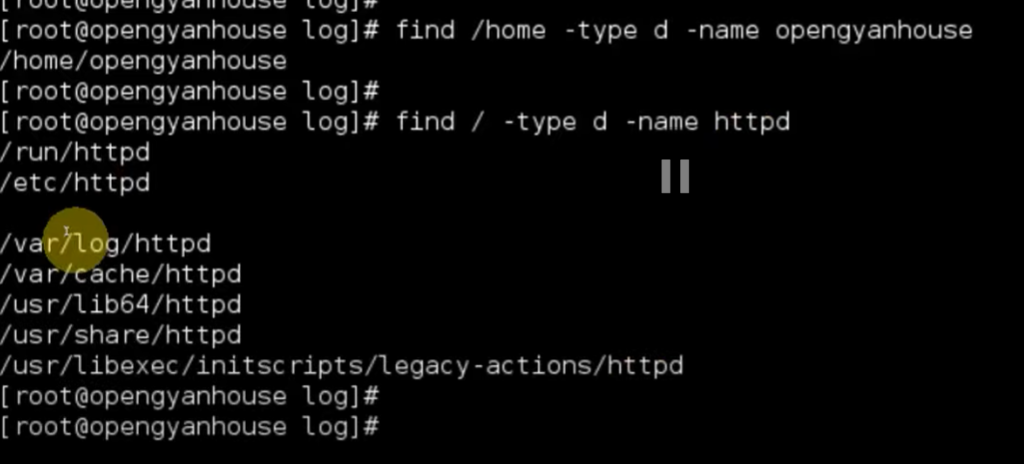 [root@opengyanhouse log]#
[root@opengyanhouse log]# find /home -type d -name opengyanhouse
/home/opengyanhouse
[root@opengyanhouse log]#
[root@opengyanhouse log]# find / -type d -name httpd
/run/httpd
/etc/httpd
/var/log/httpd
/var/cache/httpd
/usr/lib64/httpd
/usr/share/httpd
/usr/libexec/initscripts/legacy-actions/httpd
[root@opengyanhouse log]#
[root@opengyanhouse log]#